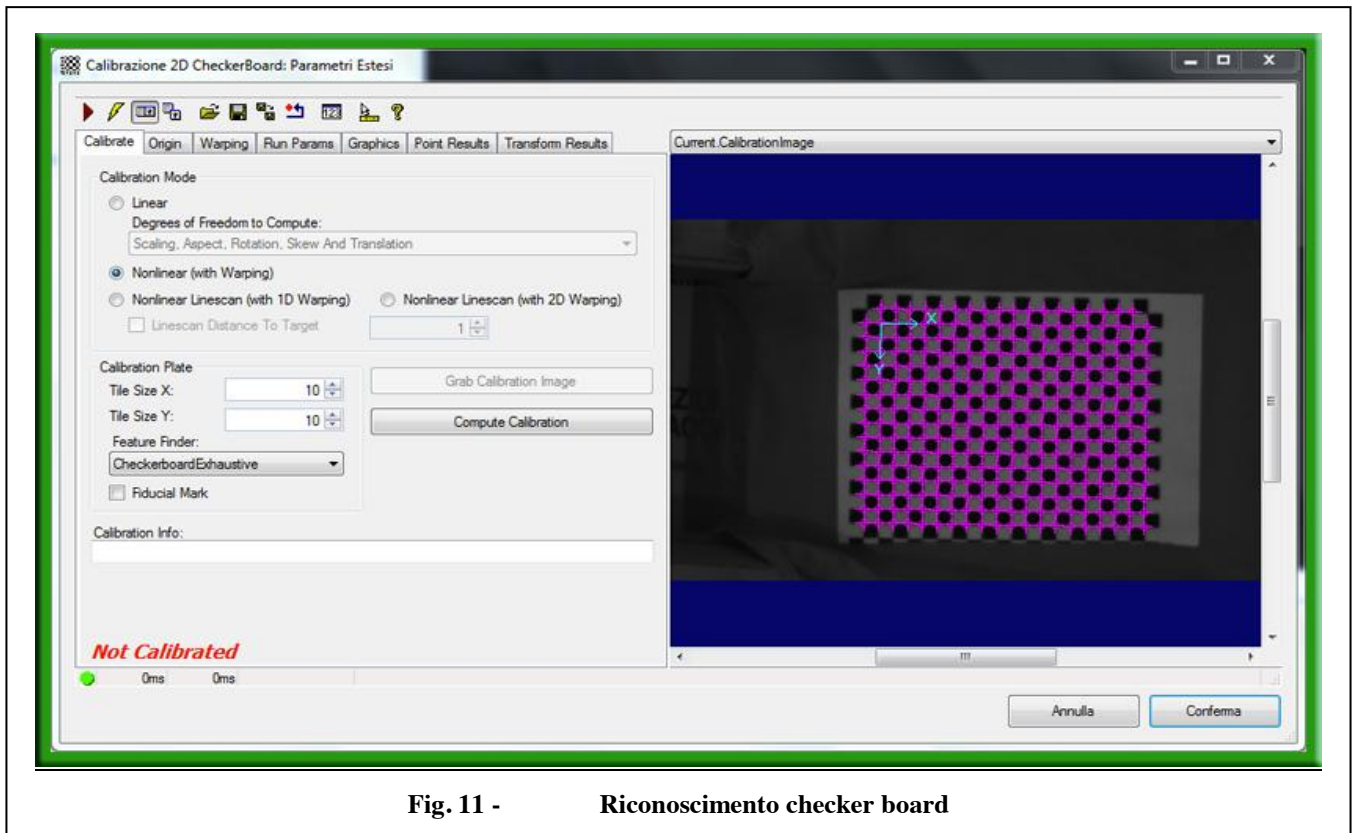 Calibrazione 2D CheckerBoard: Parametri Estesi
Calibrate Origin Warping Run Params Graphics Point Results Transform Results
Current.CalibrationImage
Calibration Mode
Linear
Degrees of Freedom to Compute:
Scaling, Aspect, Rotation, Skew And Translation
Nonlinear (with Warping)
Nonlinear Linescan (with 1D Warping) Nonlinear Linescan (with 2D Warping)
Linescan Distance To Target 1
Calibration Plate
Tile Size X: 10 Grab Calibration Image
Tile Size Y: 10 Compute Calibration
Feature Finder:
CheckerboardExhaustive
Fiducial Mark
Calibration Info:
X
Y
Not Calibrated
0ms 0ms
Annulla Conferma
Fig. 11 - Riconoscimento checker board